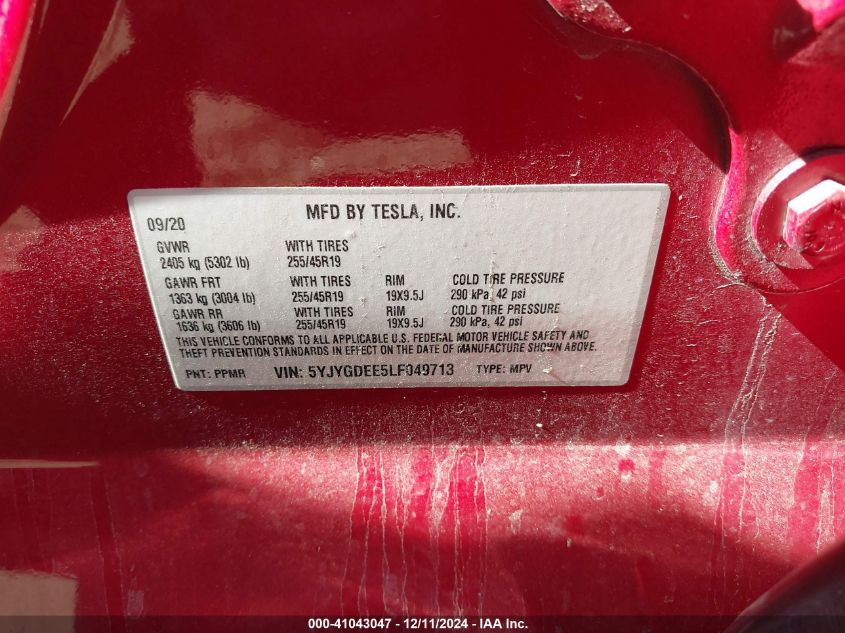 09/20 MFD BY TESLA, INC.
GVWR WITH TIRES
2405 kg (5302 lb) 255/45R19
GAWR FRT WITH TIRES RIM COLD TIRE PRESSURE
1363 kg (3004 lb) 255/45R19 19X9.5J 290 kPa, 42 psi
GAWR RR WITH TIRES RIM COLD TIRE PRESSURE
1636 kg (3606 lb) 255/45R19 19X9.5J 290 kPa, 42 psi
THIS VEHICLE CONFORMS TO ALL APPLICABLE U.S. FEDERAL MOTOR VEHICLE SAFETY AND
THEFT PREVENTION STANDARDS IN EFFECT ON THE DATE OF MANUFACTURE SHOWN ABOVE.
PNT: PPMR VIN: 5YJYGDEE5LF049713 TYPE: MPV
000-41043047 - 12/11/2024 - IAA Inc.